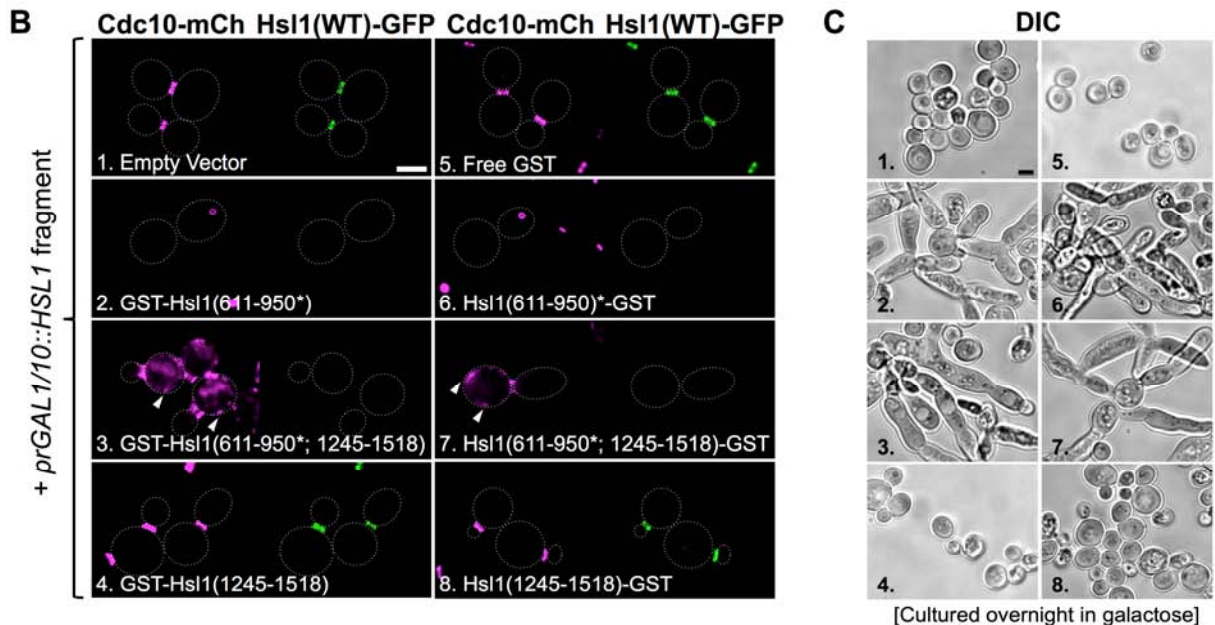 B
Cdc10-mCh Hsl1(WT)-GFP Cdc10-mCh Hsl1(WT)-GFP
+ prGAL1/10::HSL1 fragment
1. Empty Vector
5. Free GST
2. GST-Hsl1(611-950*)
6. Hsl1(611-950)*-GST
3. GST-Hsl1(611-950*; 1245-1518)
7. Hsl1(611-950*; 1245-1518)-GST
4. GST-Hsl1(1245-1518)
8. Hsl1(1245-1518)-GST
C
DIC
1.
5.
2.
6
3.
7.
4.
8.
[Cultured overnight in galactose]